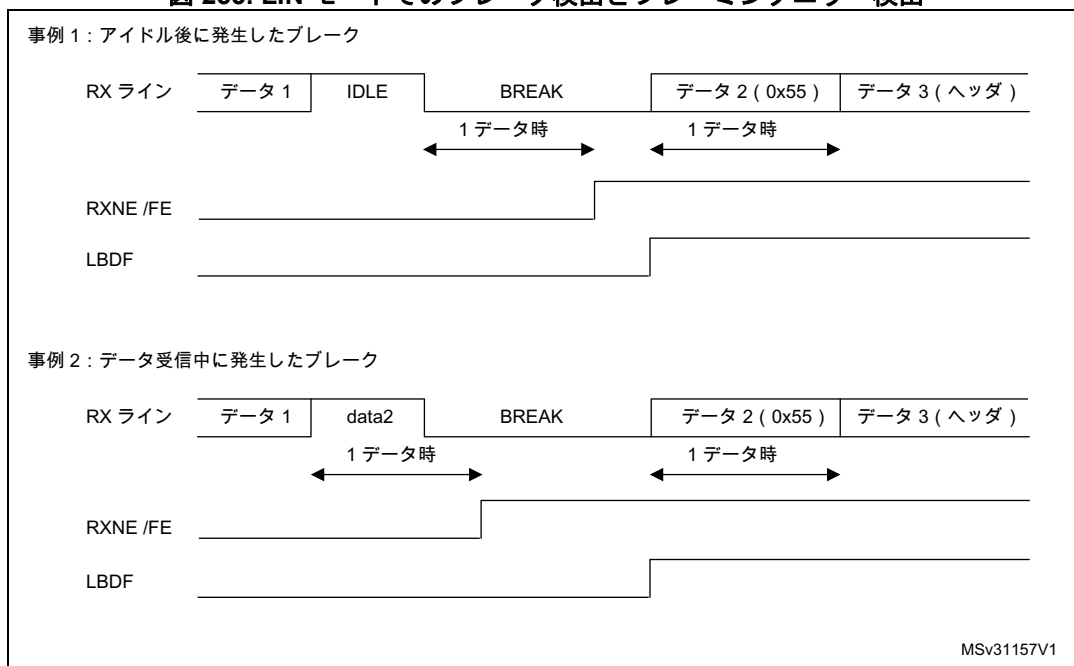 事例 1：アイドル後に発生したブレーク
RX ライン データ 1 IDLE BREAK データ 2 ( 0x55 ) データ 3 ( ヘッダ )
1 データ時 1 データ時
RXNE /FE
LBDF
事例 2：データ受信中に発生したブレーク
RX ライン データ 1 data2 BREAK データ 2 ( 0x55 ) データ 3 ( ヘッダ )
1 データ時 1 データ時
RXNE /FE
LBDF
MSv31157V1